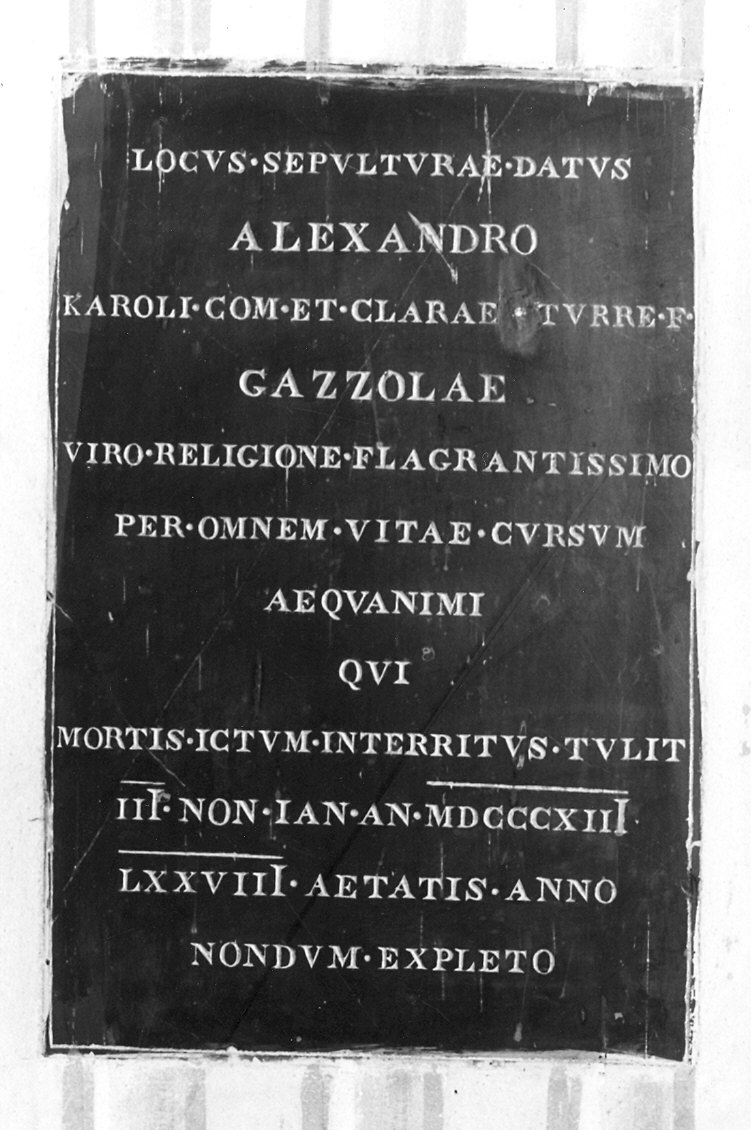 LOCVS·SEPVLTVRAE·DATVS
ALEXANDRO
KAROLI·COM·ET·CLARAE·TVRRE·F·
GAZZOLAE
VIRO·RELIGIONE·FLAGRANTISSIMO
PER·OMNEM·VITAE·CVRSVM
AEQVANIMI
QVI
MORTIS·ICTVM·INTERRITVS·TVLIT
III·NON·IAN·AN·MDCCCXIII·
LXXVIII·AETATIS·ANNO
NONDVM·EXPLETO